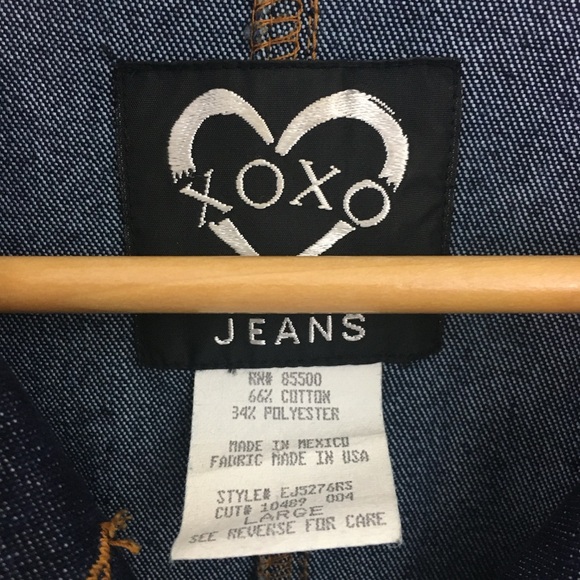 XOXO
JEANS
RN# 85500
66% COTTON
34% POLYESTER
MADE IN MEXICO
FABRIC MADE IN USA
STYLE# EJ5276RS
CUT# 10489 004
LARGE
SEE REVERSE FOR CARE